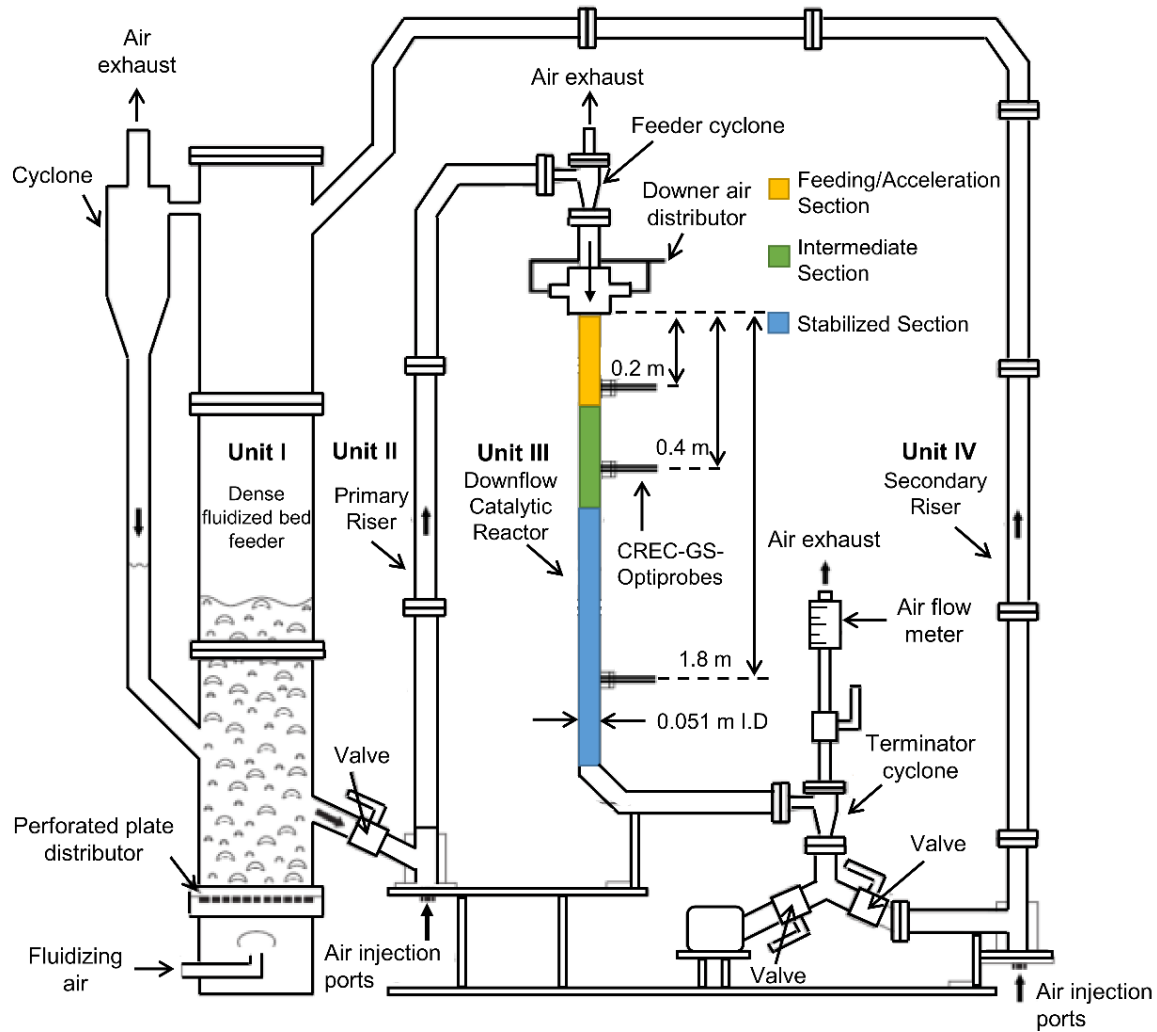 Air
exhaust
Cyclone
Air exhaust
Feeder cyclone
Downer air
distributor
Feeding/Acceleration
Section
Intermediate
Section
Stabilized Section
0.2 m
0.4 m
1.8 m
0.051 m I.D
Unit I
Dense
fluidized bed
feeder
Unit II
Primary
Riser
Unit III
Downflow
Catalytic
Reactor
CREC-GS-
Optiprobes
Unit IV
Secondary
Riser
Air exhaust
Air flow
meter
Terminator
cyclone
Valve
Valve
Valve
Perforated plate
distributor
Fluidizing
air
Air injection
ports
Air injection
ports